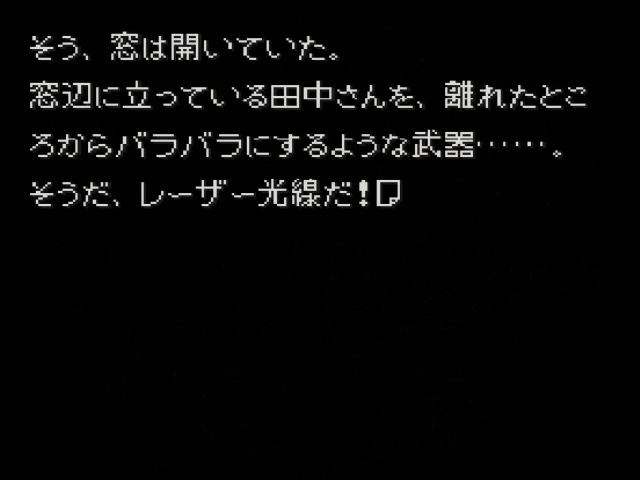 そう、窓は開いていた。
窓辺に立っている田中さんを、離れたとこ
ろからバラバラにするような武器……。
そうだ、レーザー光線だ！